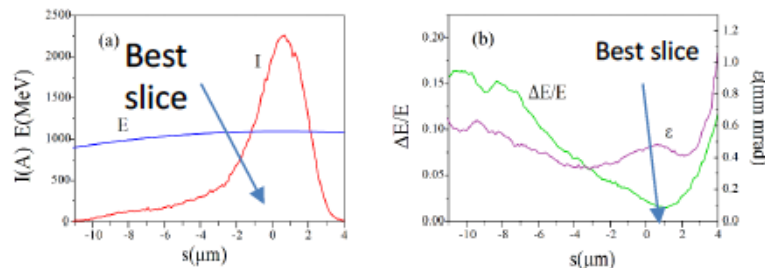 (a)
Best
slice
I
E
2500
2000
1500
1000
500
0
I(A) E(MeV)
-10
-8
-6
-4
-2
0
2
4
s(μm)
(b)
Best slice
ΔE/E
ε
0.20
0.15
0.10
0.05
0.00
ΔE/E
1.2
1.0
0.8
0.6
0.4
0.2
0.0
ε(mm mrad)
-10
-8
-6
-4
-2
0
2
4
s(μm)